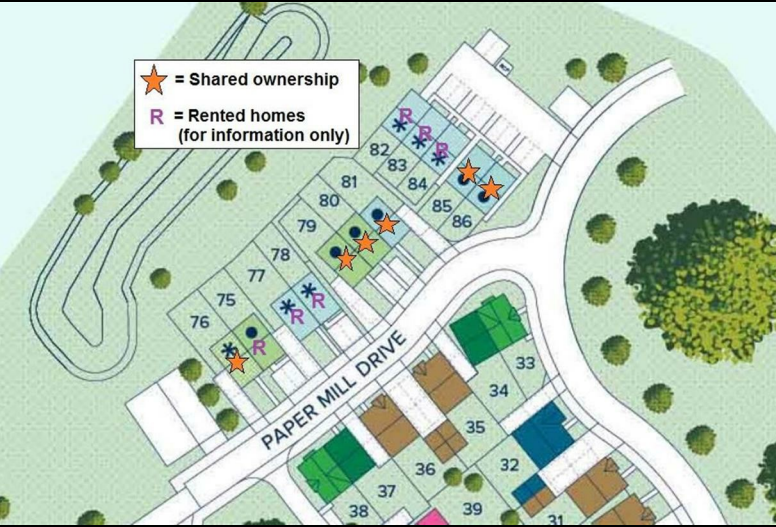 = Shared ownership
R = Rented homes
(for information only)
R
R
R
82
83
84
85
86
81
80
79
78
77
75
76
R
R
R
PAPER MILL DRIVE
33
34
35
36
37
38
39
32
31